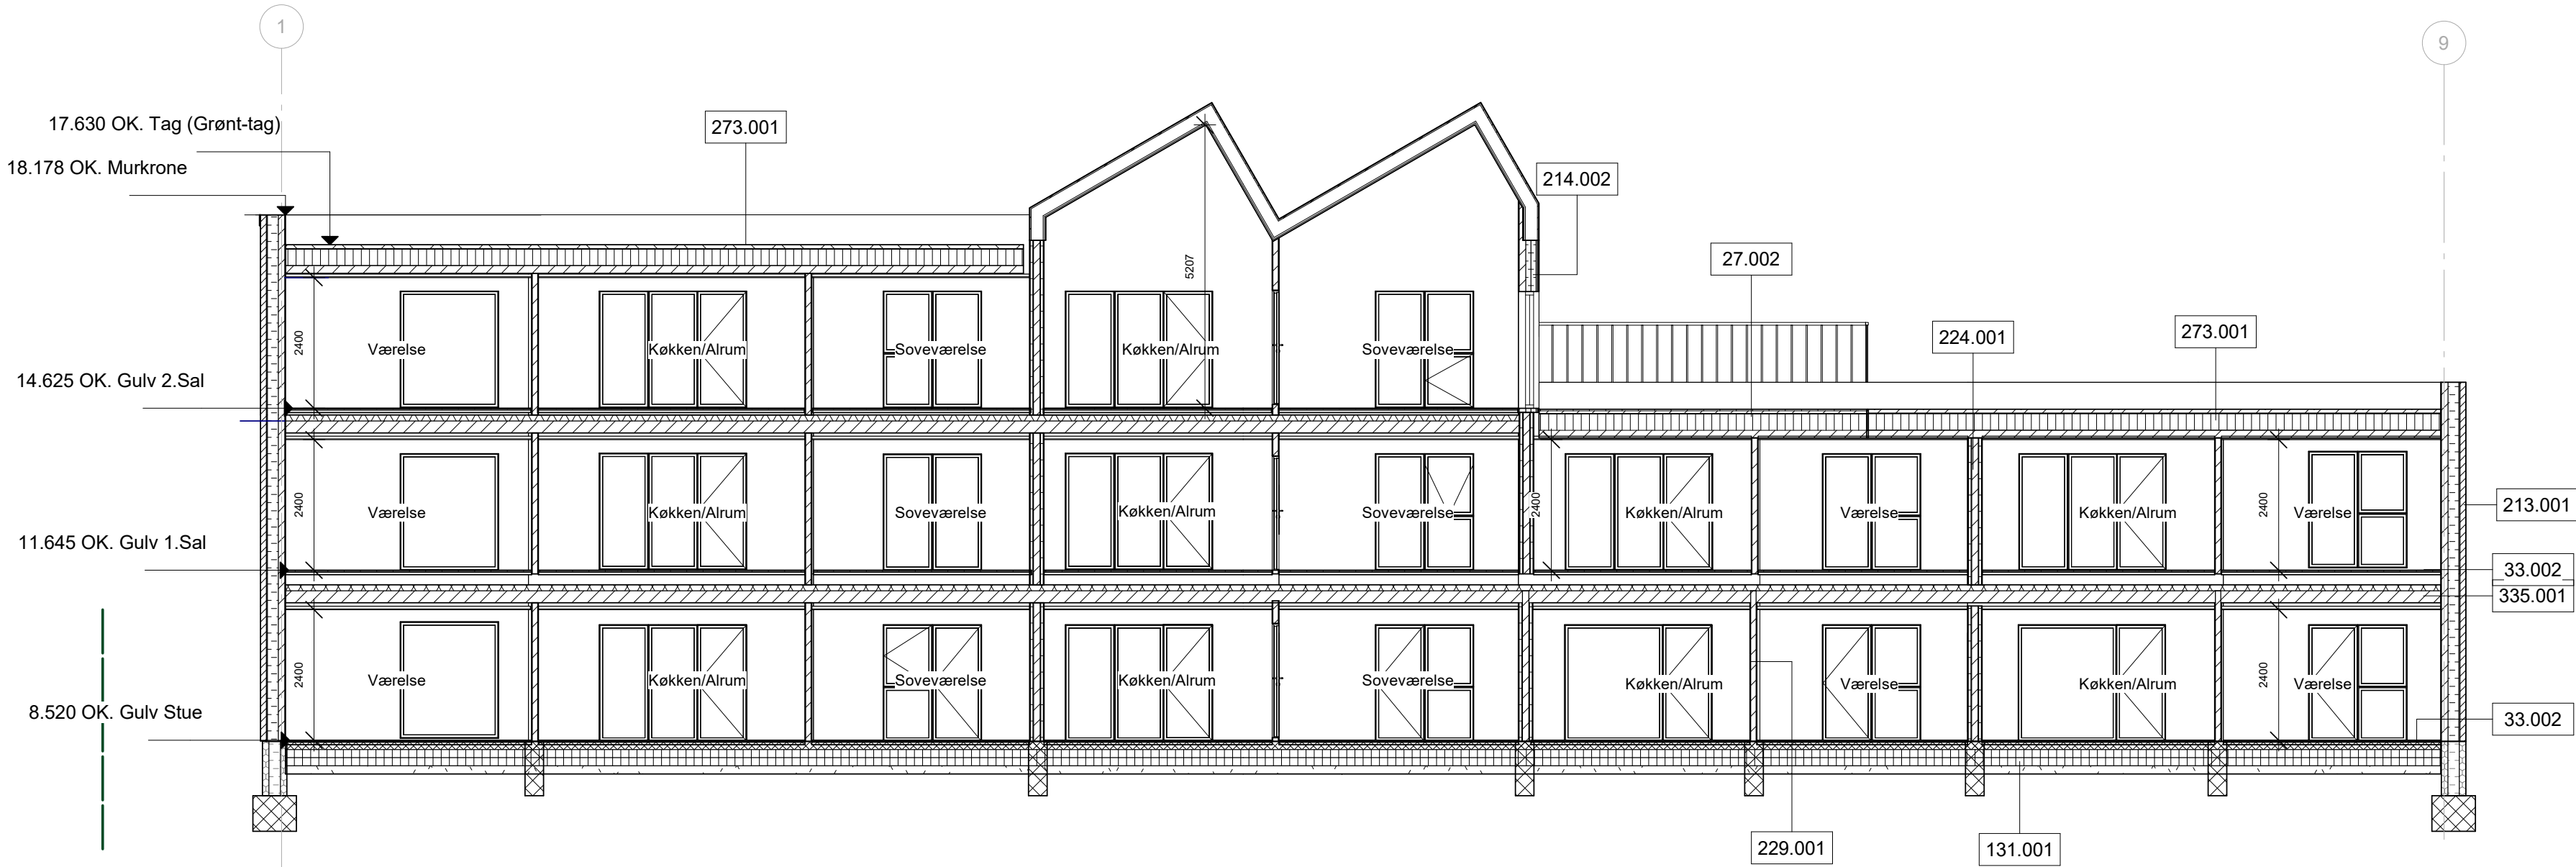 1
9
17.630 OK. Tag (Grønt-tag)
273.001
18.178 OK. Murkrone
214.002
27.002
5207
224.001
273.001
2400
Værelse
Køkken/Alrum
Soveværelse
Køkken/Alrum
Soveværelse
14.625 OK. Gulv 2.Sal
2400
Værelse
Køkken/Alrum
Soveværelse
Køkken/Alrum
Soveværelse
2400
Køkken/Alrum
Værelse
Køkken/Alrum
2400
Værelse
213.001
11.645 OK. Gulv 1.Sal
33.002
335.001
2400
Værelse
Køkken/Alrum
Soveværelse
Køkken/Alrum
Soveværelse
Køkken/Alrum
Værelse
Køkken/Alrum
2400
Værelse
8.520 OK. Gulv Stue
33.002
229.001
131.001